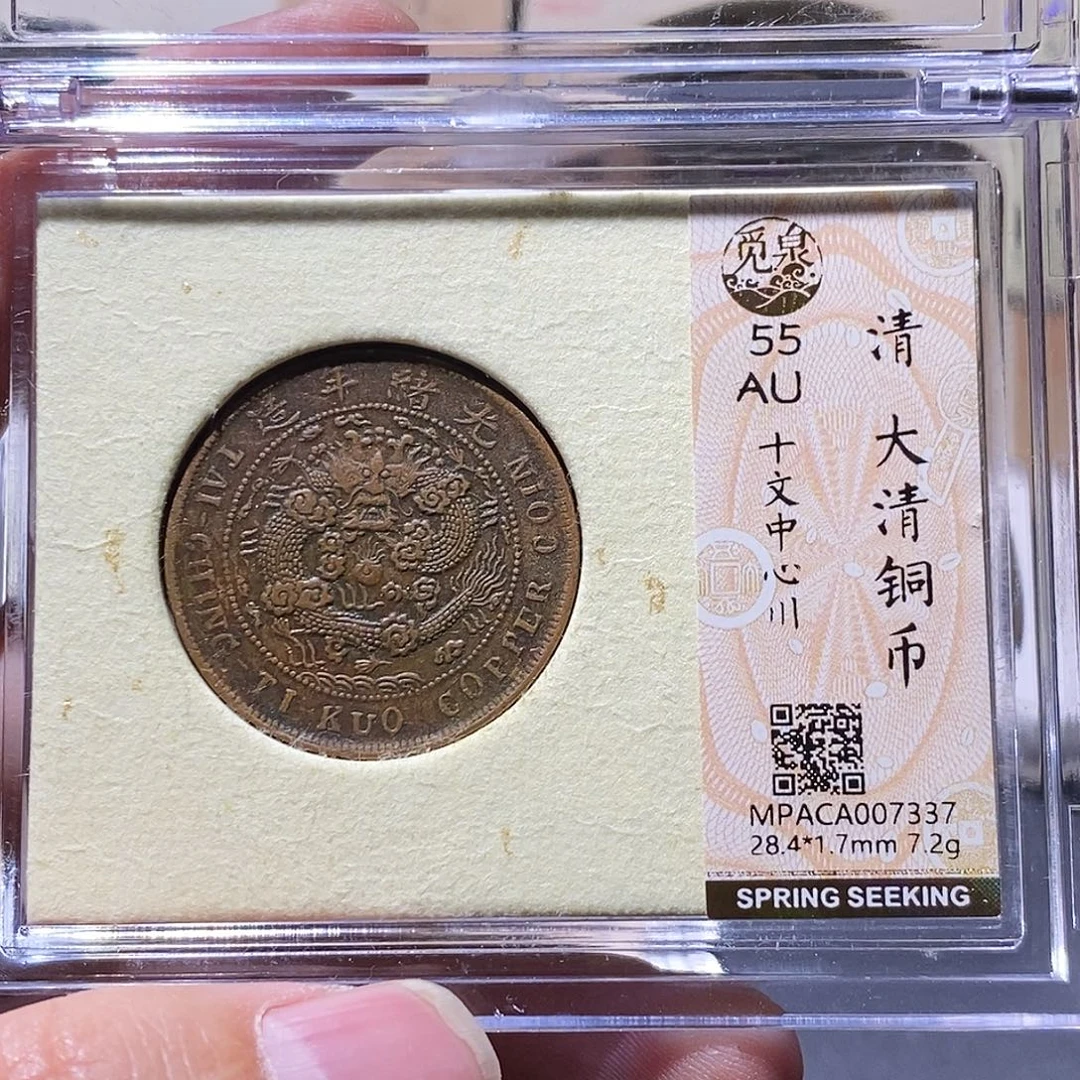 光緒年造
TAI-CHING-TI-KUO COPPER COIN
觅泉
55
AU
清 大清铜币
十文中心川
MPACA007337
28.4*1.7mm 7.2g
SPRING SEEKING